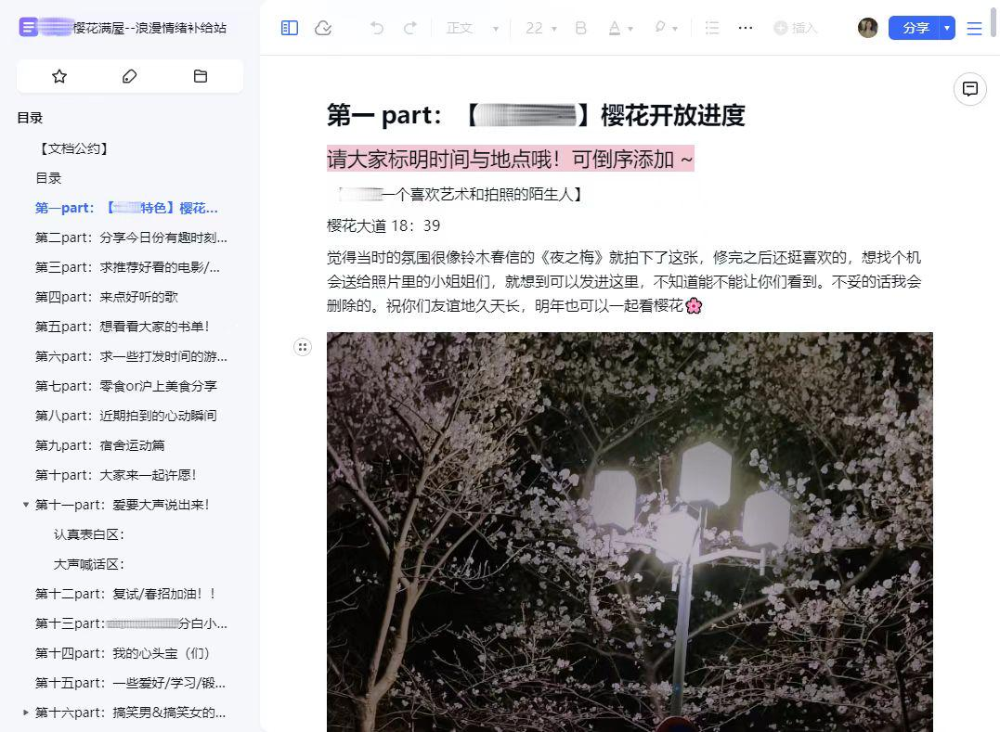 樱花满屋--浪漫情绪补给站
正文
22
B
A
插入
分享
目录
【文档公约】
目录
第一part：【特色】樱花...
第二part：分享今日份有趣时刻...
第三part：求推荐好看的电影/...
第四part：来点好听的歌
第五part：想看看大家的书单！
第六part：求一些打发时间的游...
第七part：零食or沪上美食分享
第八part：近期拍到的心动瞬间
第九part：宿舍运动篇
第十part：大家来一起许愿！
第十一part：爱要大声说出来！
认真表白区：
大声喊话区：
第十二part：复试/春招加油！！
第十三part:分白小...
第十四part：我的心头宝（们）
第十五part：一些爱好/学习/锻...
第十六part：搞笑男&搞笑女的...
第一 part：【】樱花开放进度
请大家标明时间与地点哦！可倒序添加 ~
【一个喜欢艺术和拍照的陌生人】
樱花大道 18：39
觉得当时的氛围很像铃木春信的《夜之梅》就拍下了这张，修完之后还挺喜欢的，想找个机
会送给照片里的小姐姐们，就想到可以发进这里，不知道能不能让你们看到。不妥的话我会
删除的。祝你们友谊地久天长，明年也可以一起看樱花🌸